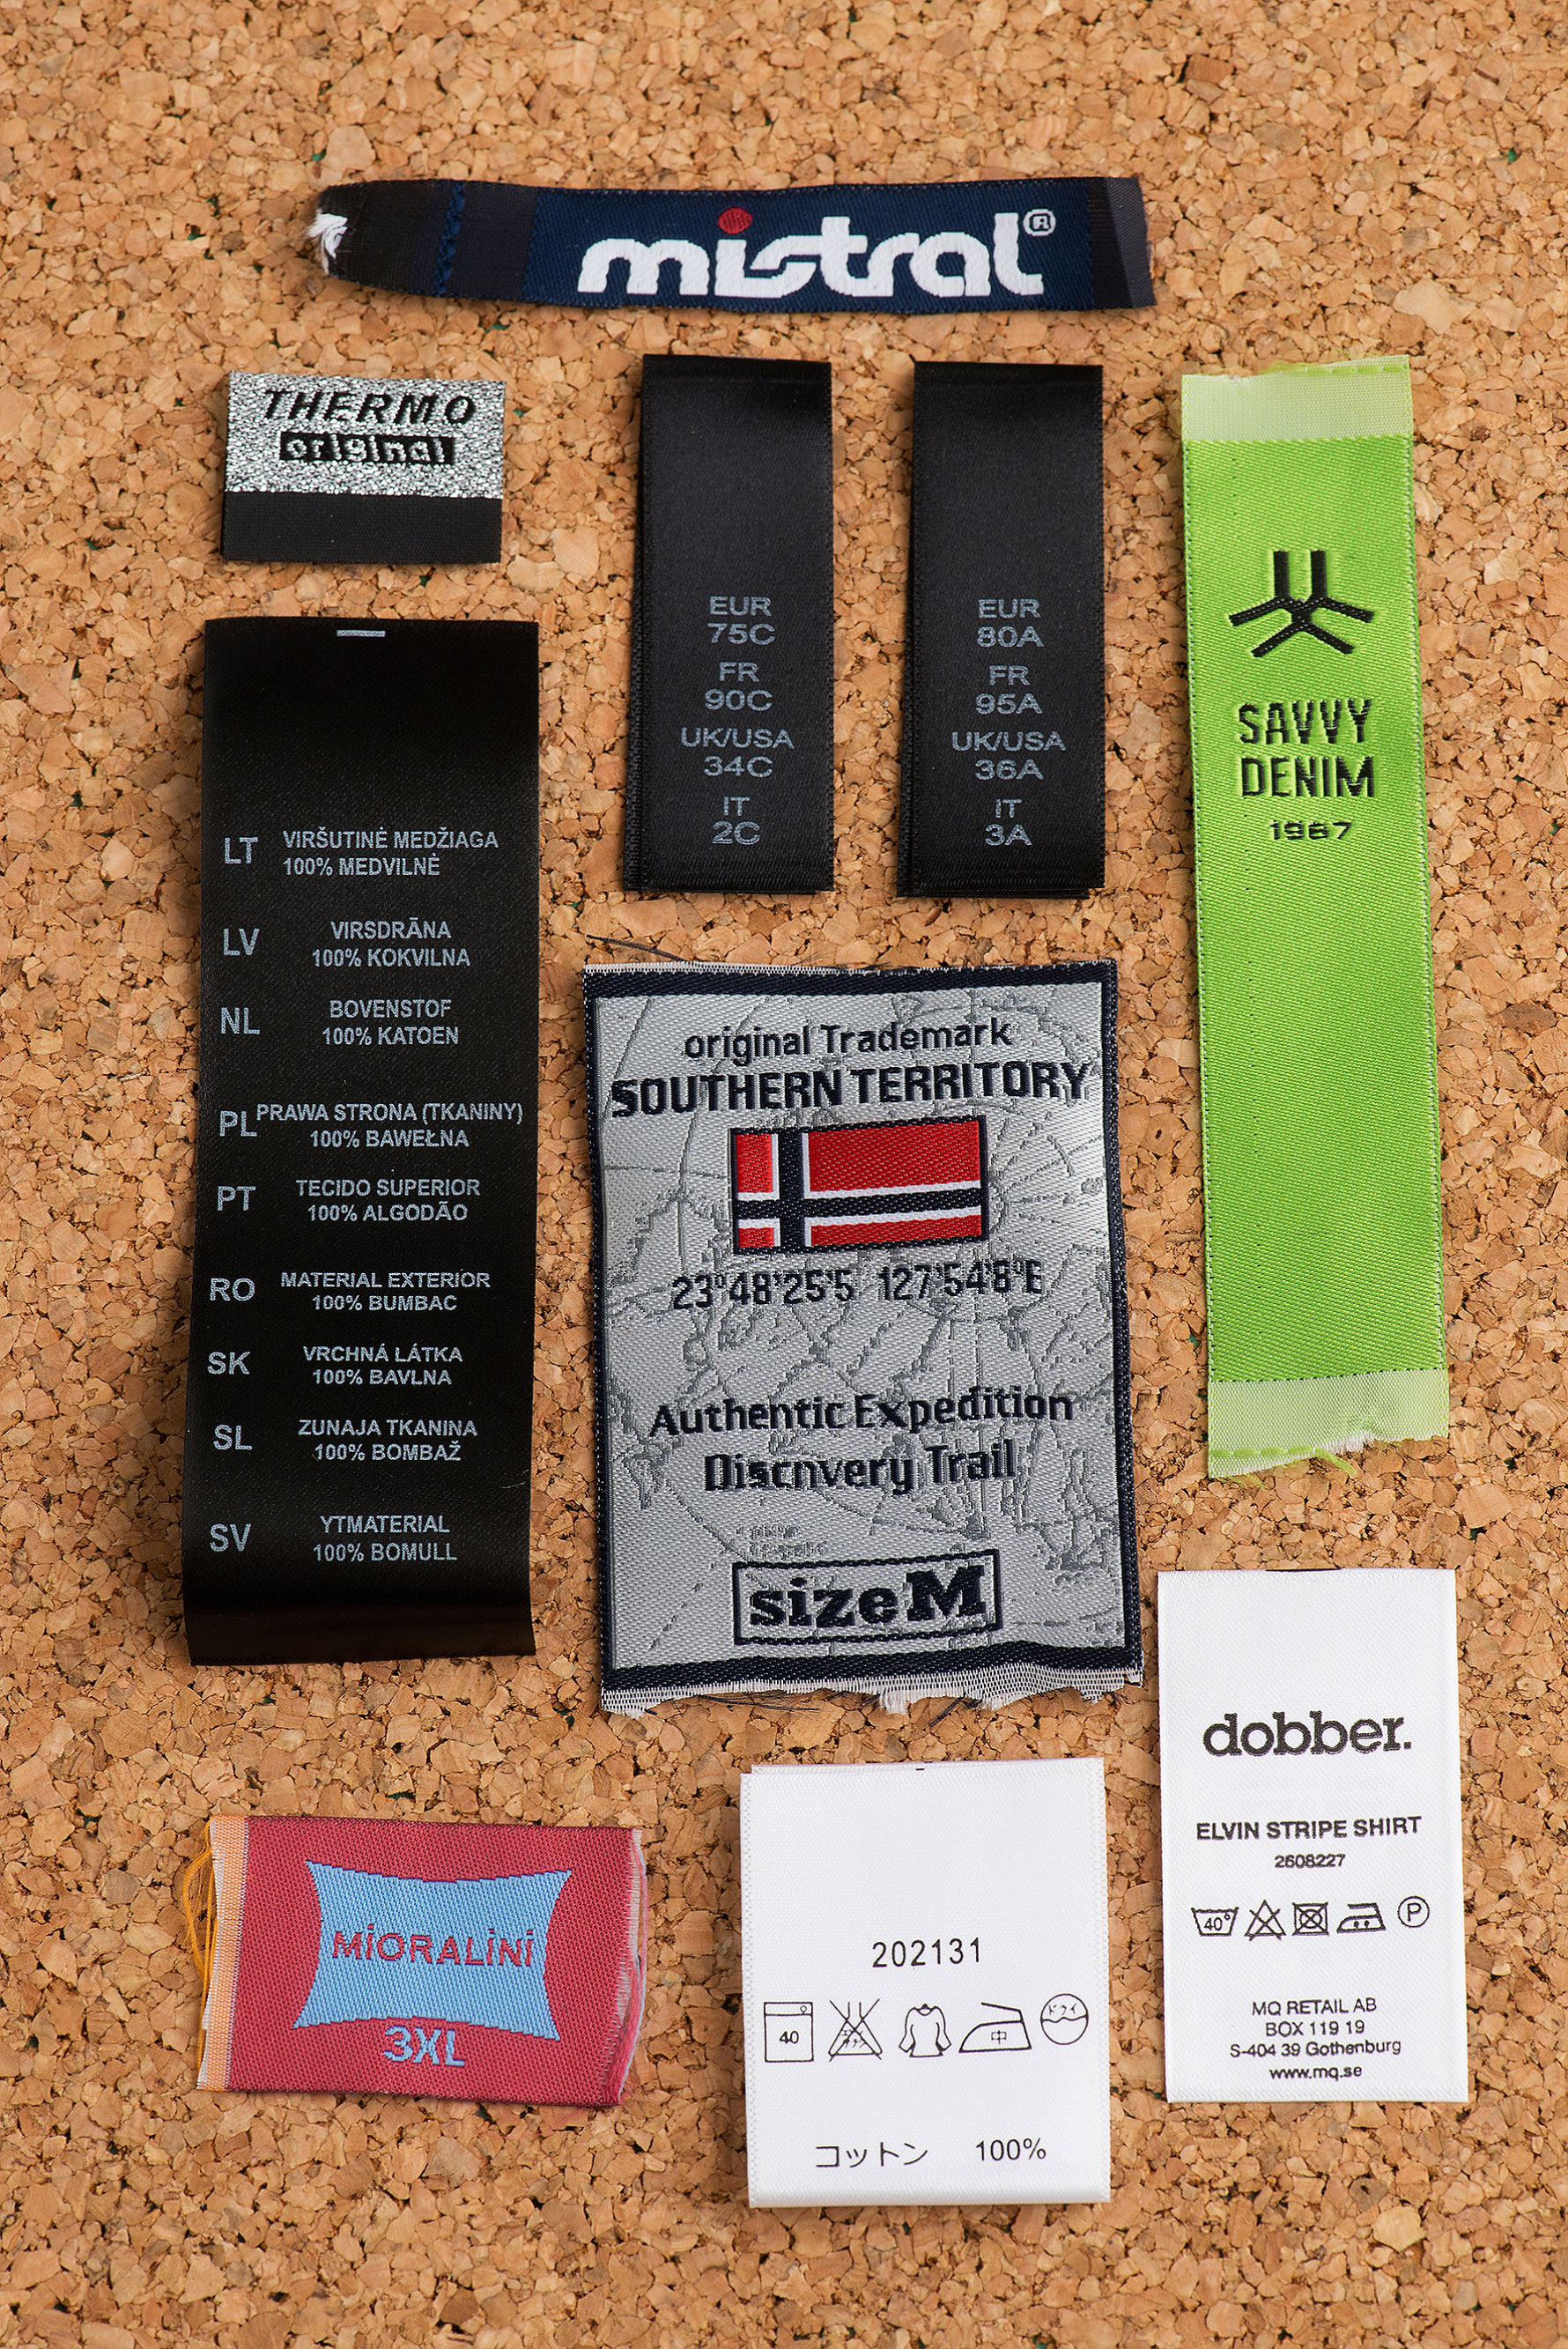 mistral®
THERMO
original
EUR
75C
FR
90C
UK/USA
34C
IT
2C
EUR
80A
FR
95A
UK/USA
36A
IT
3A
SAVVY
DENIM
1967
LT VIRŠUTINĖ MEDŽIAGA
100% MEDVILNĖ
LV VIRSDRĀNA
100% KOKVILNA
NL BOVENSTOF
100% KATOEN
PL PRAWA STRONA (TKANINY)
100% BAWEŁNA
PT TECIDO SUPERIOR
100% ALGODÃO
RO MATERIAL EXTERIOR
100% BUMBAC
SK VRCHNÁ LÁTKA
100% BAVLNA
SL ZUNAJA TKANINA
100% BOMBAŽ
SV YTMATERIAL
100% BOMULL
original Trademark
SOUTHERN TERRITORY
23°48'25'5 127'54'8°E
Authentic Expedition
Discnvery Trail
size M
dobber.
ELVIN STRIPE SHIRT
2608227
40° P
MQ RETAIL AB
BOX 119 19
S-404 39 Gothenburg
www.mq.se
MiORALiNi
3XL
202131
40 中 ドライ
コットン 100%